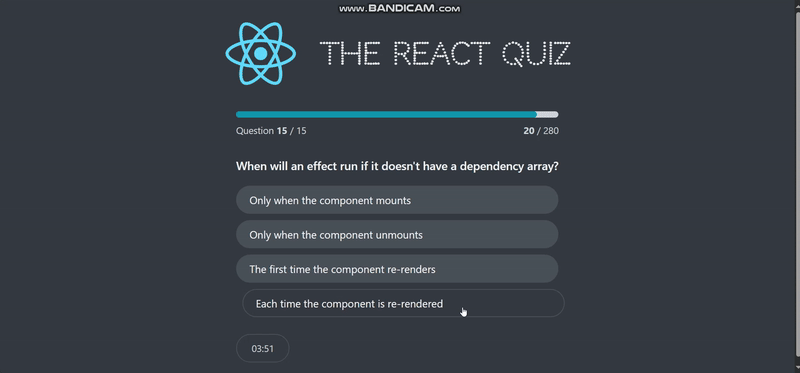 www.BANDICAM.com
THE REACT QUIZ
Question 15 / 15
20 / 280
When will an effect run if it doesn't have a dependency array?
Only when the component mounts
Only when the component unmounts
The first time the component re-renders
Each time the component is re-rendered
03:51